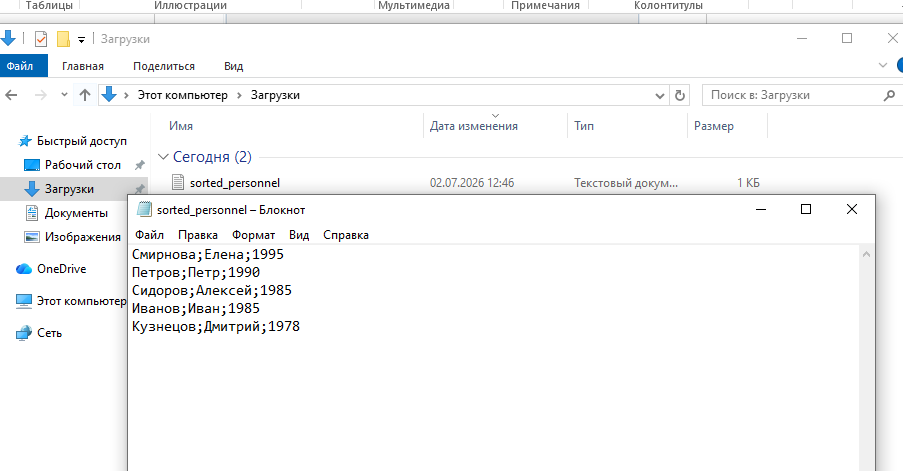 Таблицы Иллюстрации Мультимедиа Примечания Колонтитулы
Загрузки
Файл Главная Поделиться Вид
Этот компьютер Загрузки Поиск в: Загрузки
Имя Дата изменения Тип Размер
Быстрый доступ
Сегодня (2)
Рабочий стол
Загрузки
sorted_personnel 02.07.2026 12:46 Текстовый докум... 1 КБ
Документы
Изображения
OneDrive
Этот компьютер
Сеть
sorted_personnel – Блокнот
Файл Правка Формат Вид Справка
Смирнова;Елена;1995
Петров;Петр;1990
Сидоров;Алексей;1985
Иванов;Иван;1985
Кузнецов;Дмитрий;1978